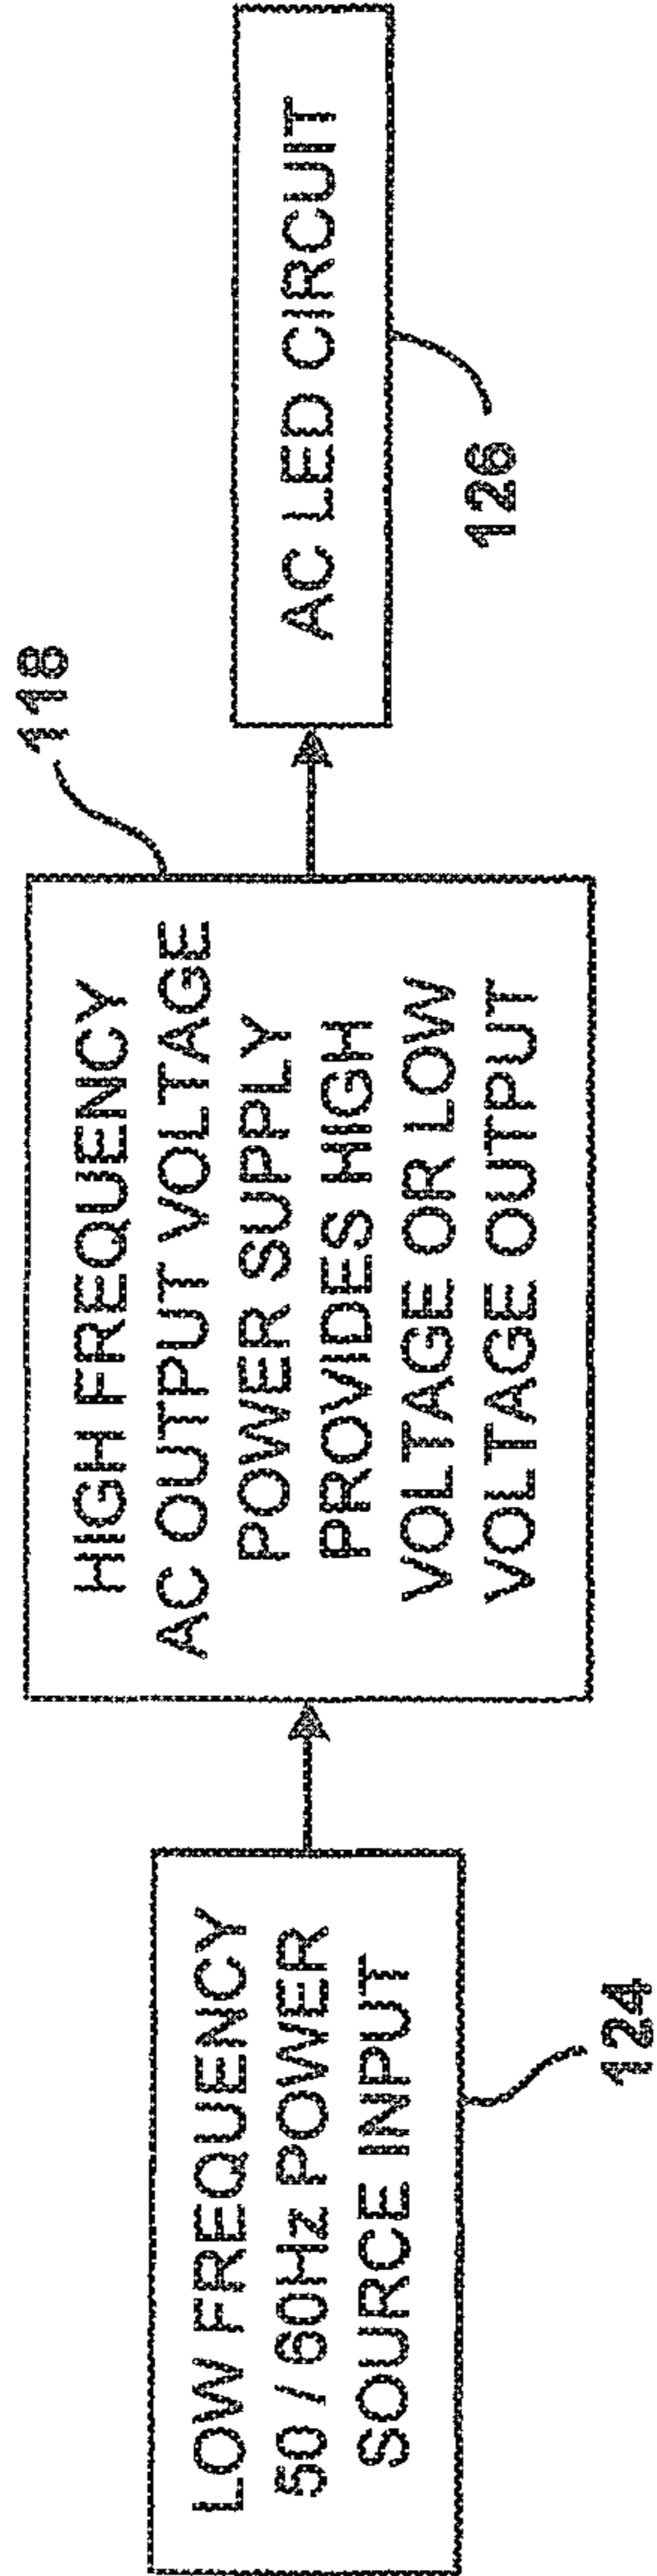 LOW FREQUENCY
50 / 60Hz POWER
SOURCE INPUT
124
HIGH FREQUENCY
AC OUTPUT VOLTAGE
POWER SUPPLY
PROVIDES HIGH
VOLTAGE OR LOW
VOLTAGE OUTPUT
118
AC LED CIRCUIT
126